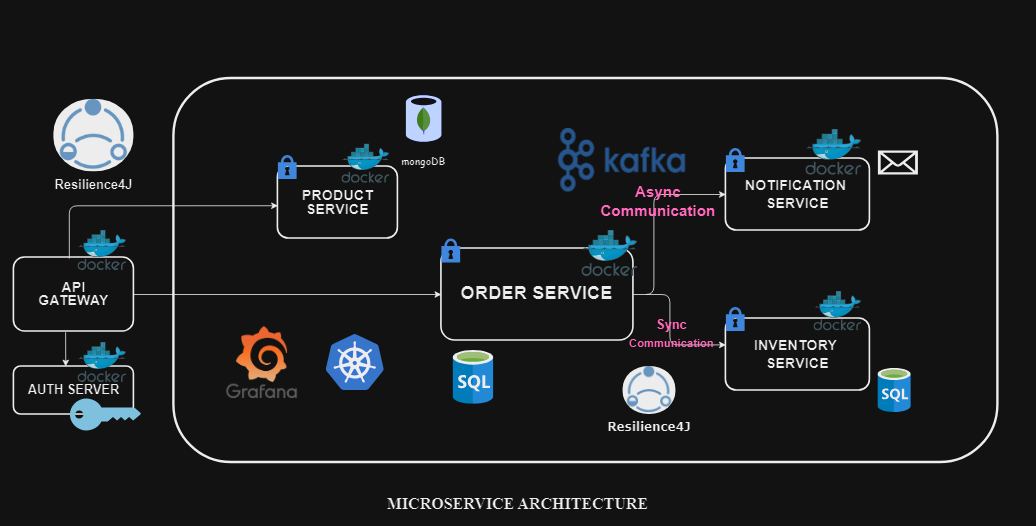 Resilience4J
mongoDB
docker
PRODUCT
SERVICE
kafka
docker
NOTIFICATION
SERVICE
Async
Communication
docker
API
GATEWAY
docker
ORDER SERVICE
docker
AUTH SERVER
Grafana
SQL
Sync
Communication
docker
INVENTORY
SERVICE
SQL
Resilience4J
MICROSERVICE ARCHITECTURE